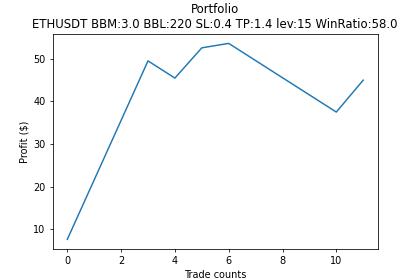 Portfolio
ETHUSDT BBM:3.0 BBL:220 SL:0.4 TP:1.4 lev:15 WinRatio:58.0
50
40
30
20
10
Profit ($)
0 2 4 6 8 10
Trade counts